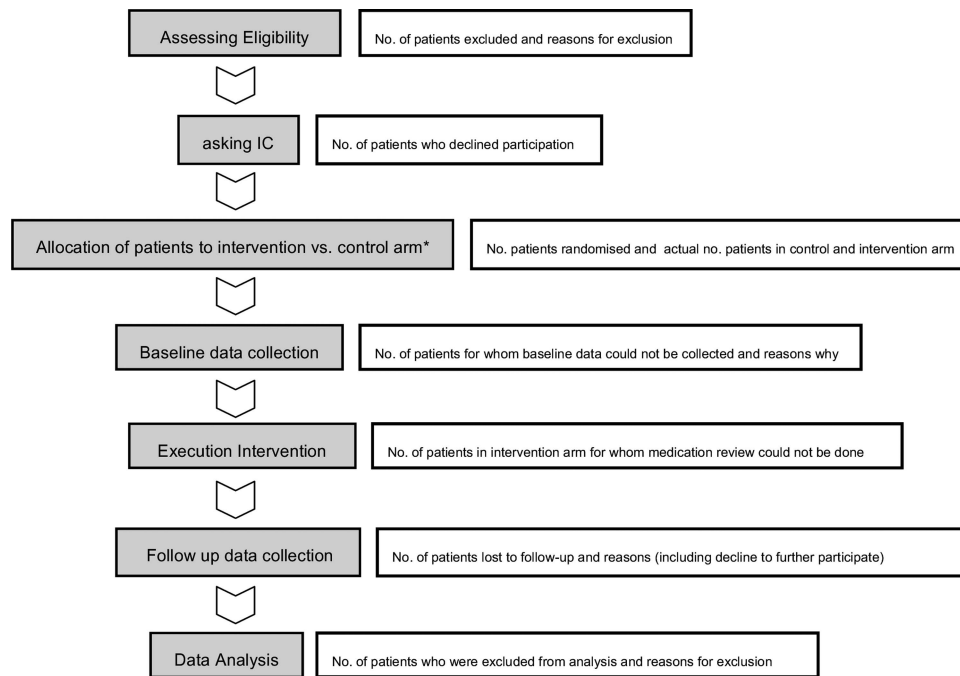 Assessing Eligibility
No. of patients excluded and reasons for exclusion
asking IC
No. of patients who declined participation
Allocation of patients to intervention vs. control arm*
No. patients randomised and actual no. patients in control and intervention arm
Baseline data collection
No. of patients for whom baseline data could not be collected and reasons why
Execution Intervention
No. of patients in intervention arm for whom medication review could not be done
Follow up data collection
No. of patients lost to follow-up and reasons (including decline to further participate)
Data Analysis
No. of patients who were excluded from analysis and reasons for exclusion